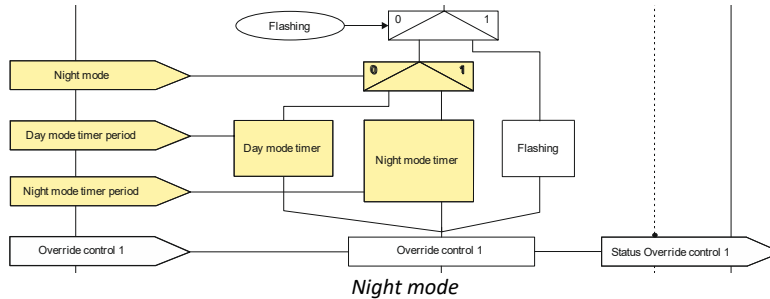 Flashing
0 1
Night mode
0 1
Day mode timer period
Day mode timer
Night mode timer
Flashing
Night mode timer period
Override control 1
Override control 1
Status Override control 1
Night mode